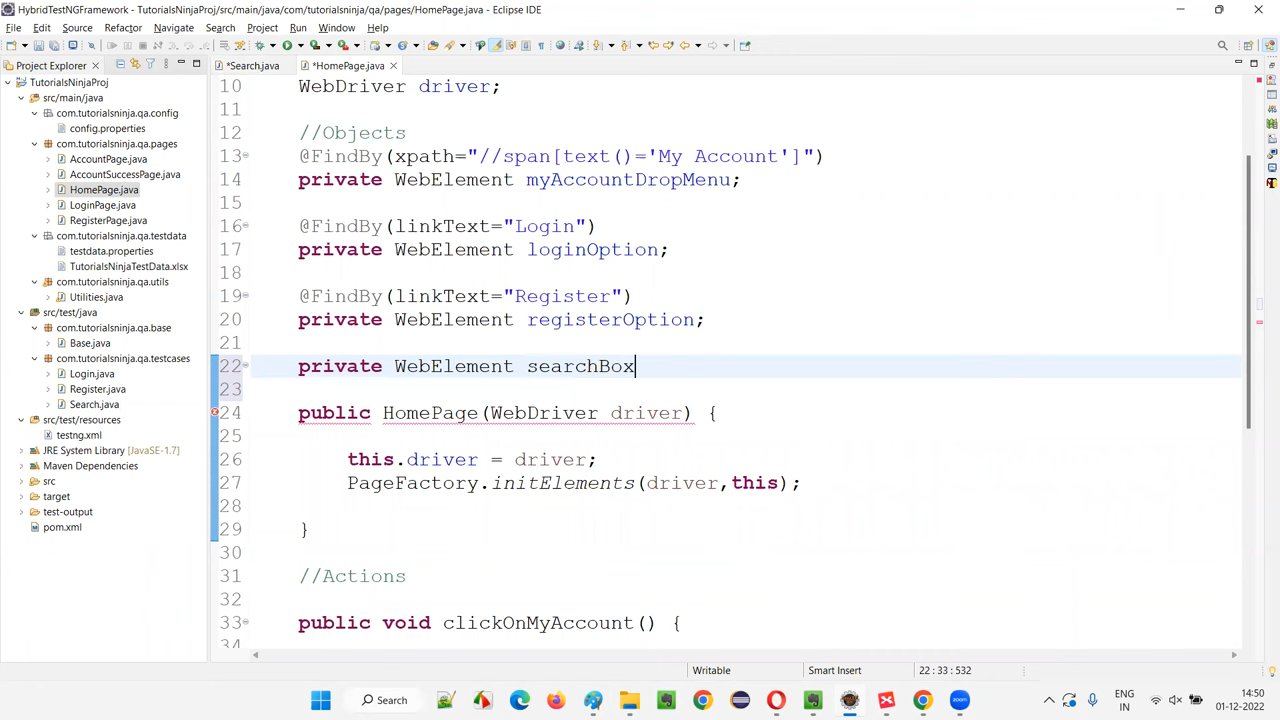 HybridTestNGFramework - TutorialsNinjaProj/src/main/java/com/tutorialsninja/qa/pages/HomePage.java - Eclipse IDE
File Edit Source Refactor Navigate Search Project Run Window Help
Project Explorer
*Search.java
*HomePage.java
TutorialsNinjaProj
src/main/java
com.tutorialsninja.qa.config
config.properties
com.tutorialsninja.qa.pages
AccountPage.java
AccountSuccessPage.java
HomePage.java
LoginPage.java
RegisterPage.java
com.tutorialsninja.qa.testdata
testdata.properties
TutorialsNinjaTestData.xlsx
com.tutorialsninja.qa.utils
Utilities.java
src/test/java
com.tutorialsninja.qa.base
Base.java
com.tutorialsninja.qa.testcases
Login.java
Register.java
Search.java
src/test/resources
testng.xml
JRE System Library [JavaSE-1.7]
Maven Dependencies
src
target
test-output
pom.xml
10 WebDriver driver;
11
12 //Objects
13 @FindBy(xpath="//span[text()='My Account']")
14 private WebElement myAccountDropMenu;
15
16 @FindBy(linkText="Login")
17 private WebElement loginOption;
18
19 @FindBy(linkText="Register")
20 private WebElement registerOption;
21
22 private WebElement searchBox
23
24 public HomePage(WebDriver driver) {
25
26 this.driver = driver;
27 PageFactory.initElements(driver,this);
28
29 }
30
31 //Actions
32
33 public void clickOnMyAccount() {
34
Writable Smart Insert 22 : 33 : 532
Search
ENG
IN
14:50
01-12-2022